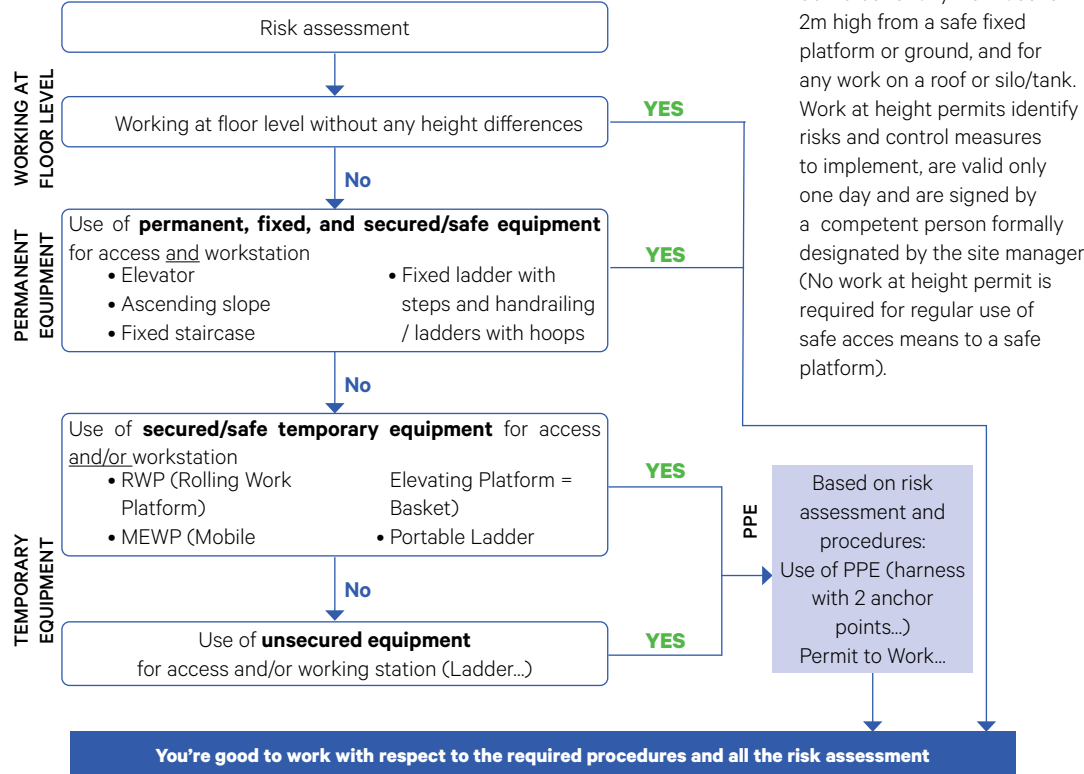 Risk assessment
WORKING AT
FLOOR LEVEL
Working at floor level without any height differences
YES
No
PERMANENT
EQUIPMENT
Use of permanent, fixed, and secured/safe equipment
for access and workstation
• Elevator
• Ascending slope
• Fixed staircase
• Fixed ladder with
steps and handrailing
/ ladders with hoops
YES
No
TEMPORARY
EQUIPMENT
Use of secured/safe temporary equipment for access
and/or workstation
• RWP (Rolling Work
Platform)
• MEWP (Mobile
Elevating Platform =
Basket)
• Portable Ladder
YES
No
Use of unsecured equipment
for access and/or working station (Ladder...)
YES
PPE
Based on risk
assessment and
procedures:
Use of PPE (harness
with 2 anchor
points...)
Permit to Work...
You're good to work with respect to the required procedures and all the risk assessment
2m high from a safe fixed
platform or ground, and for
any work on a roof or silo/tank.
Work at height permits identify
risks and control measures
to implement, are valid only
one day and are signed by
a competent person formally
designated by the site manager
(No work at height permit is
required for regular use of
safe acces means to a safe
platform).